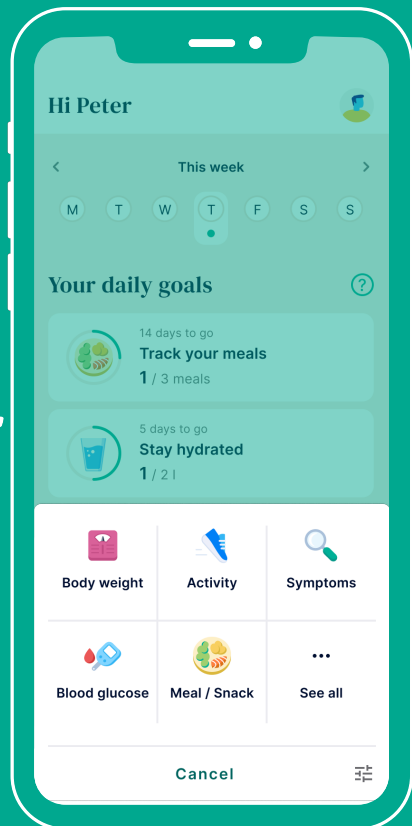 Hi Peter
This week
M T W T F S S
Your daily goals
?
14 days to go
Track your meals
1 / 3 meals
5 days to go
Stay hydrated
1 / 2 l
Body weight Activity Symptoms
Blood glucose Meal / Snack See all
Cancel